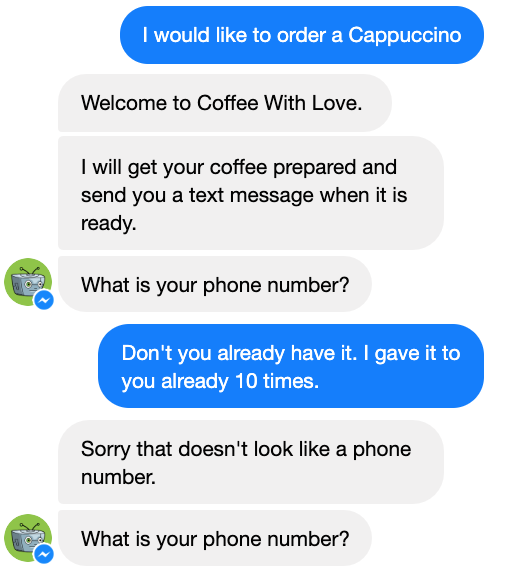 I would like to order a Cappuccino
Welcome to Coffee With Love.
I will get your coffee prepared and
send you a text message when it is
ready.
What is your phone number?
Don't you already have it. I gave it to
you already 10 times.
Sorry that doesn't look like a phone
number.
What is your phone number?